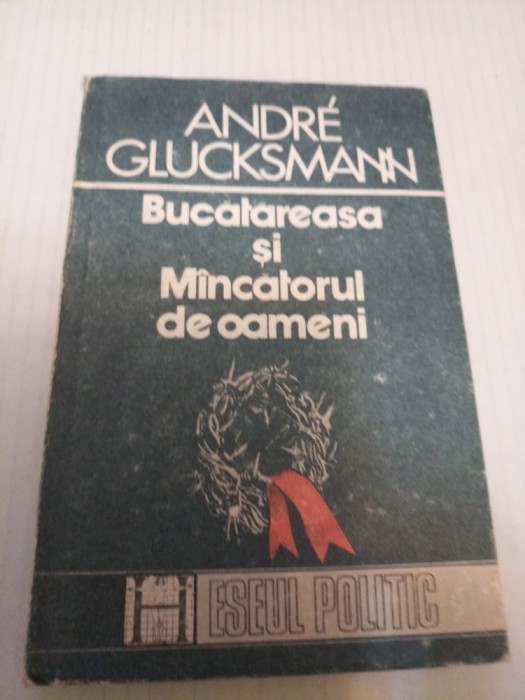 ANDRÉ
GLUCKSMANN
Bucatareasa
și
Mîncatorul
de oameni
H ESEUL POLITIC